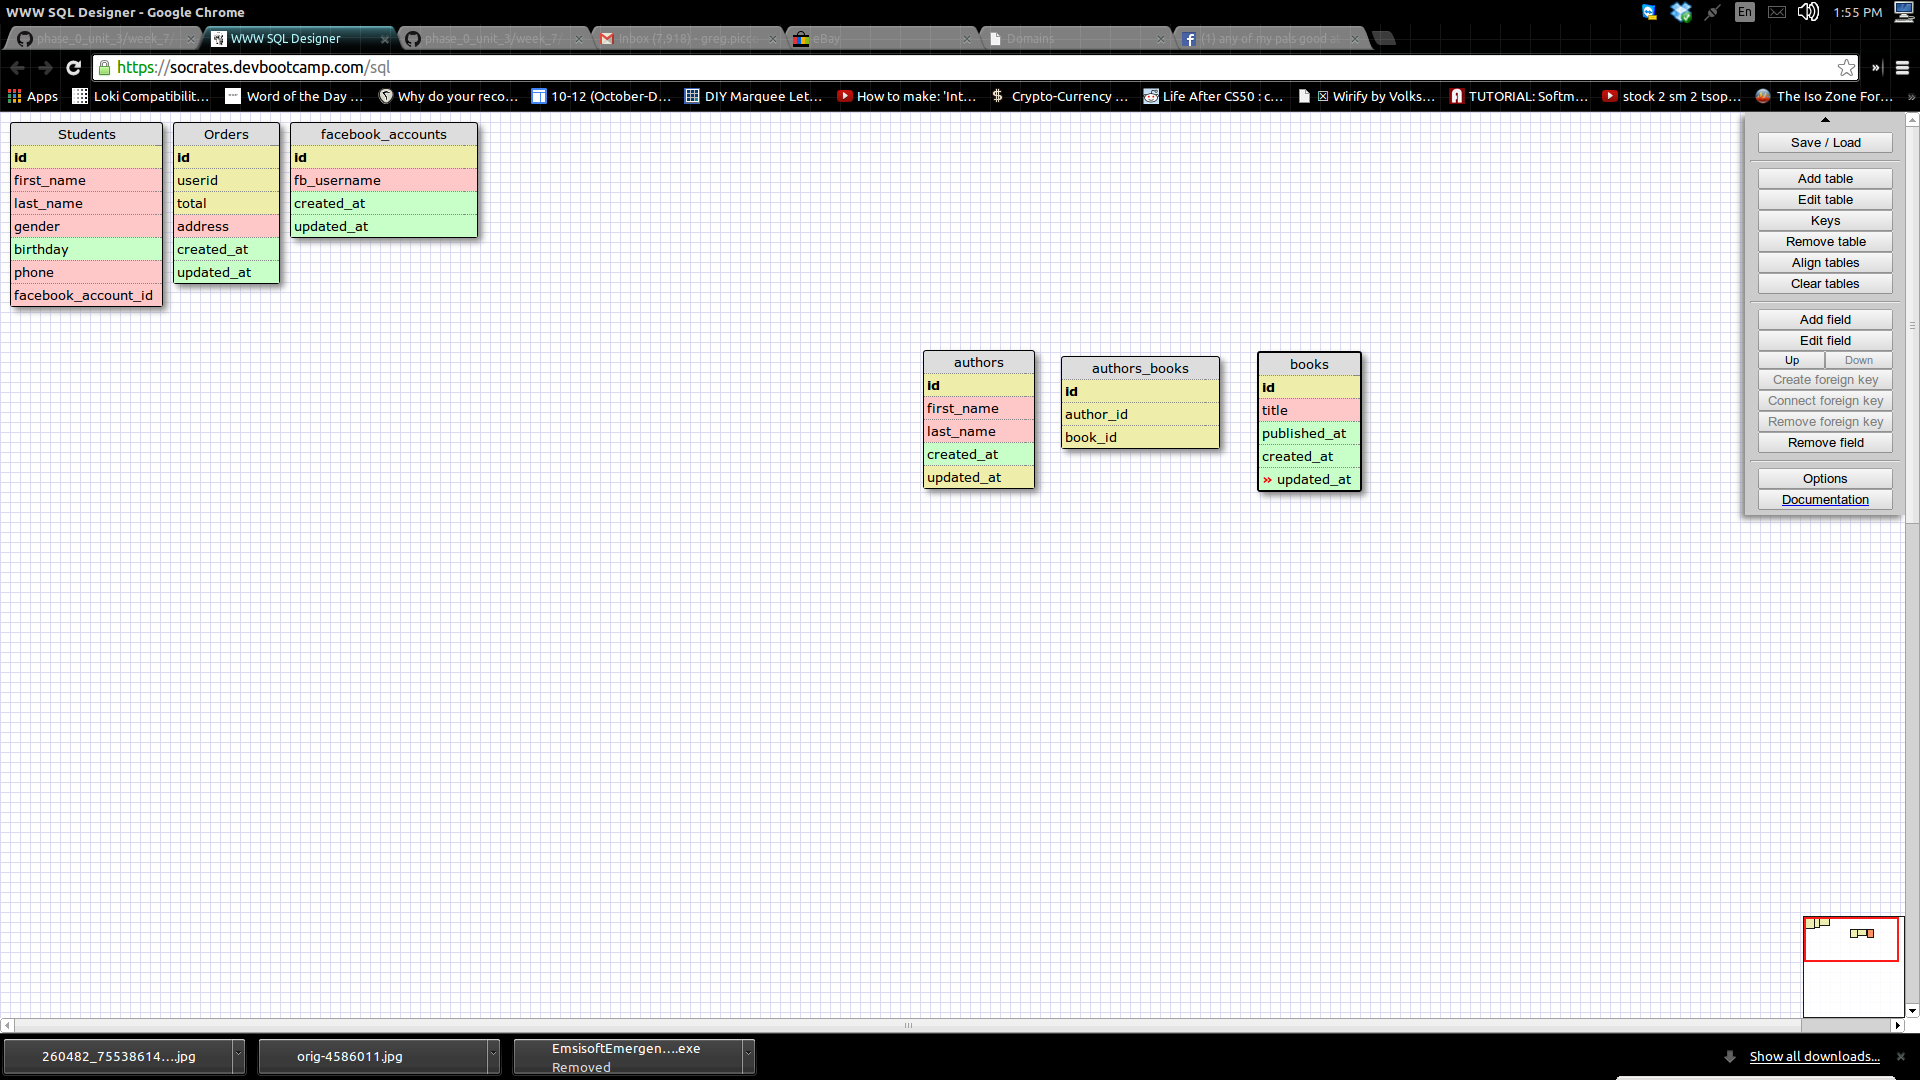 WWW SQL Designer - Google Chrome
En
1:55 PM
phase_0_unit_3/week_7/
WWW SQL Designer
phase_0_unit_3/week_7
Inbox (7,918) - greg.pic
eBay
Domains
(1) any of my pals good a
https://socrates.devbootcamp.com/sql
Apps
Loki Compatibilit...
Word of the Day ...
Why do your reco...
10-12 (October-D...
DIY Marquee Let...
How to make: 'Int...
Crypto-Currency ...
Life After CS50 : c...
Wirify by Volks...
TUTORIAL: Softm...
stock 2 sm 2 tsop...
The Iso Zone For...
Students
id
first_name
last_name
gender
birthday
phone
facebook_account_id
Orders
id
userid
total
address
created_at
updated_at
facebook_accounts
id
fb_username
created_at
updated_at
authors
id
first_name
last_name
created_at
updated_at
authors_books
id
author_id
book_id
books
id
title
published_at
created_at
» updated_at
Save / Load
Add table
Edit table
Keys
Remove table
Align tables
Clear tables
Add field
Edit field
Up
Down
Create foreign key
Connect foreign key
Remove foreign key
Remove field
Options
Documentation
260482_75538614....jpg
orig-4586011.jpg
EmsisoftEmergen....exe
Removed
Show all downloads...